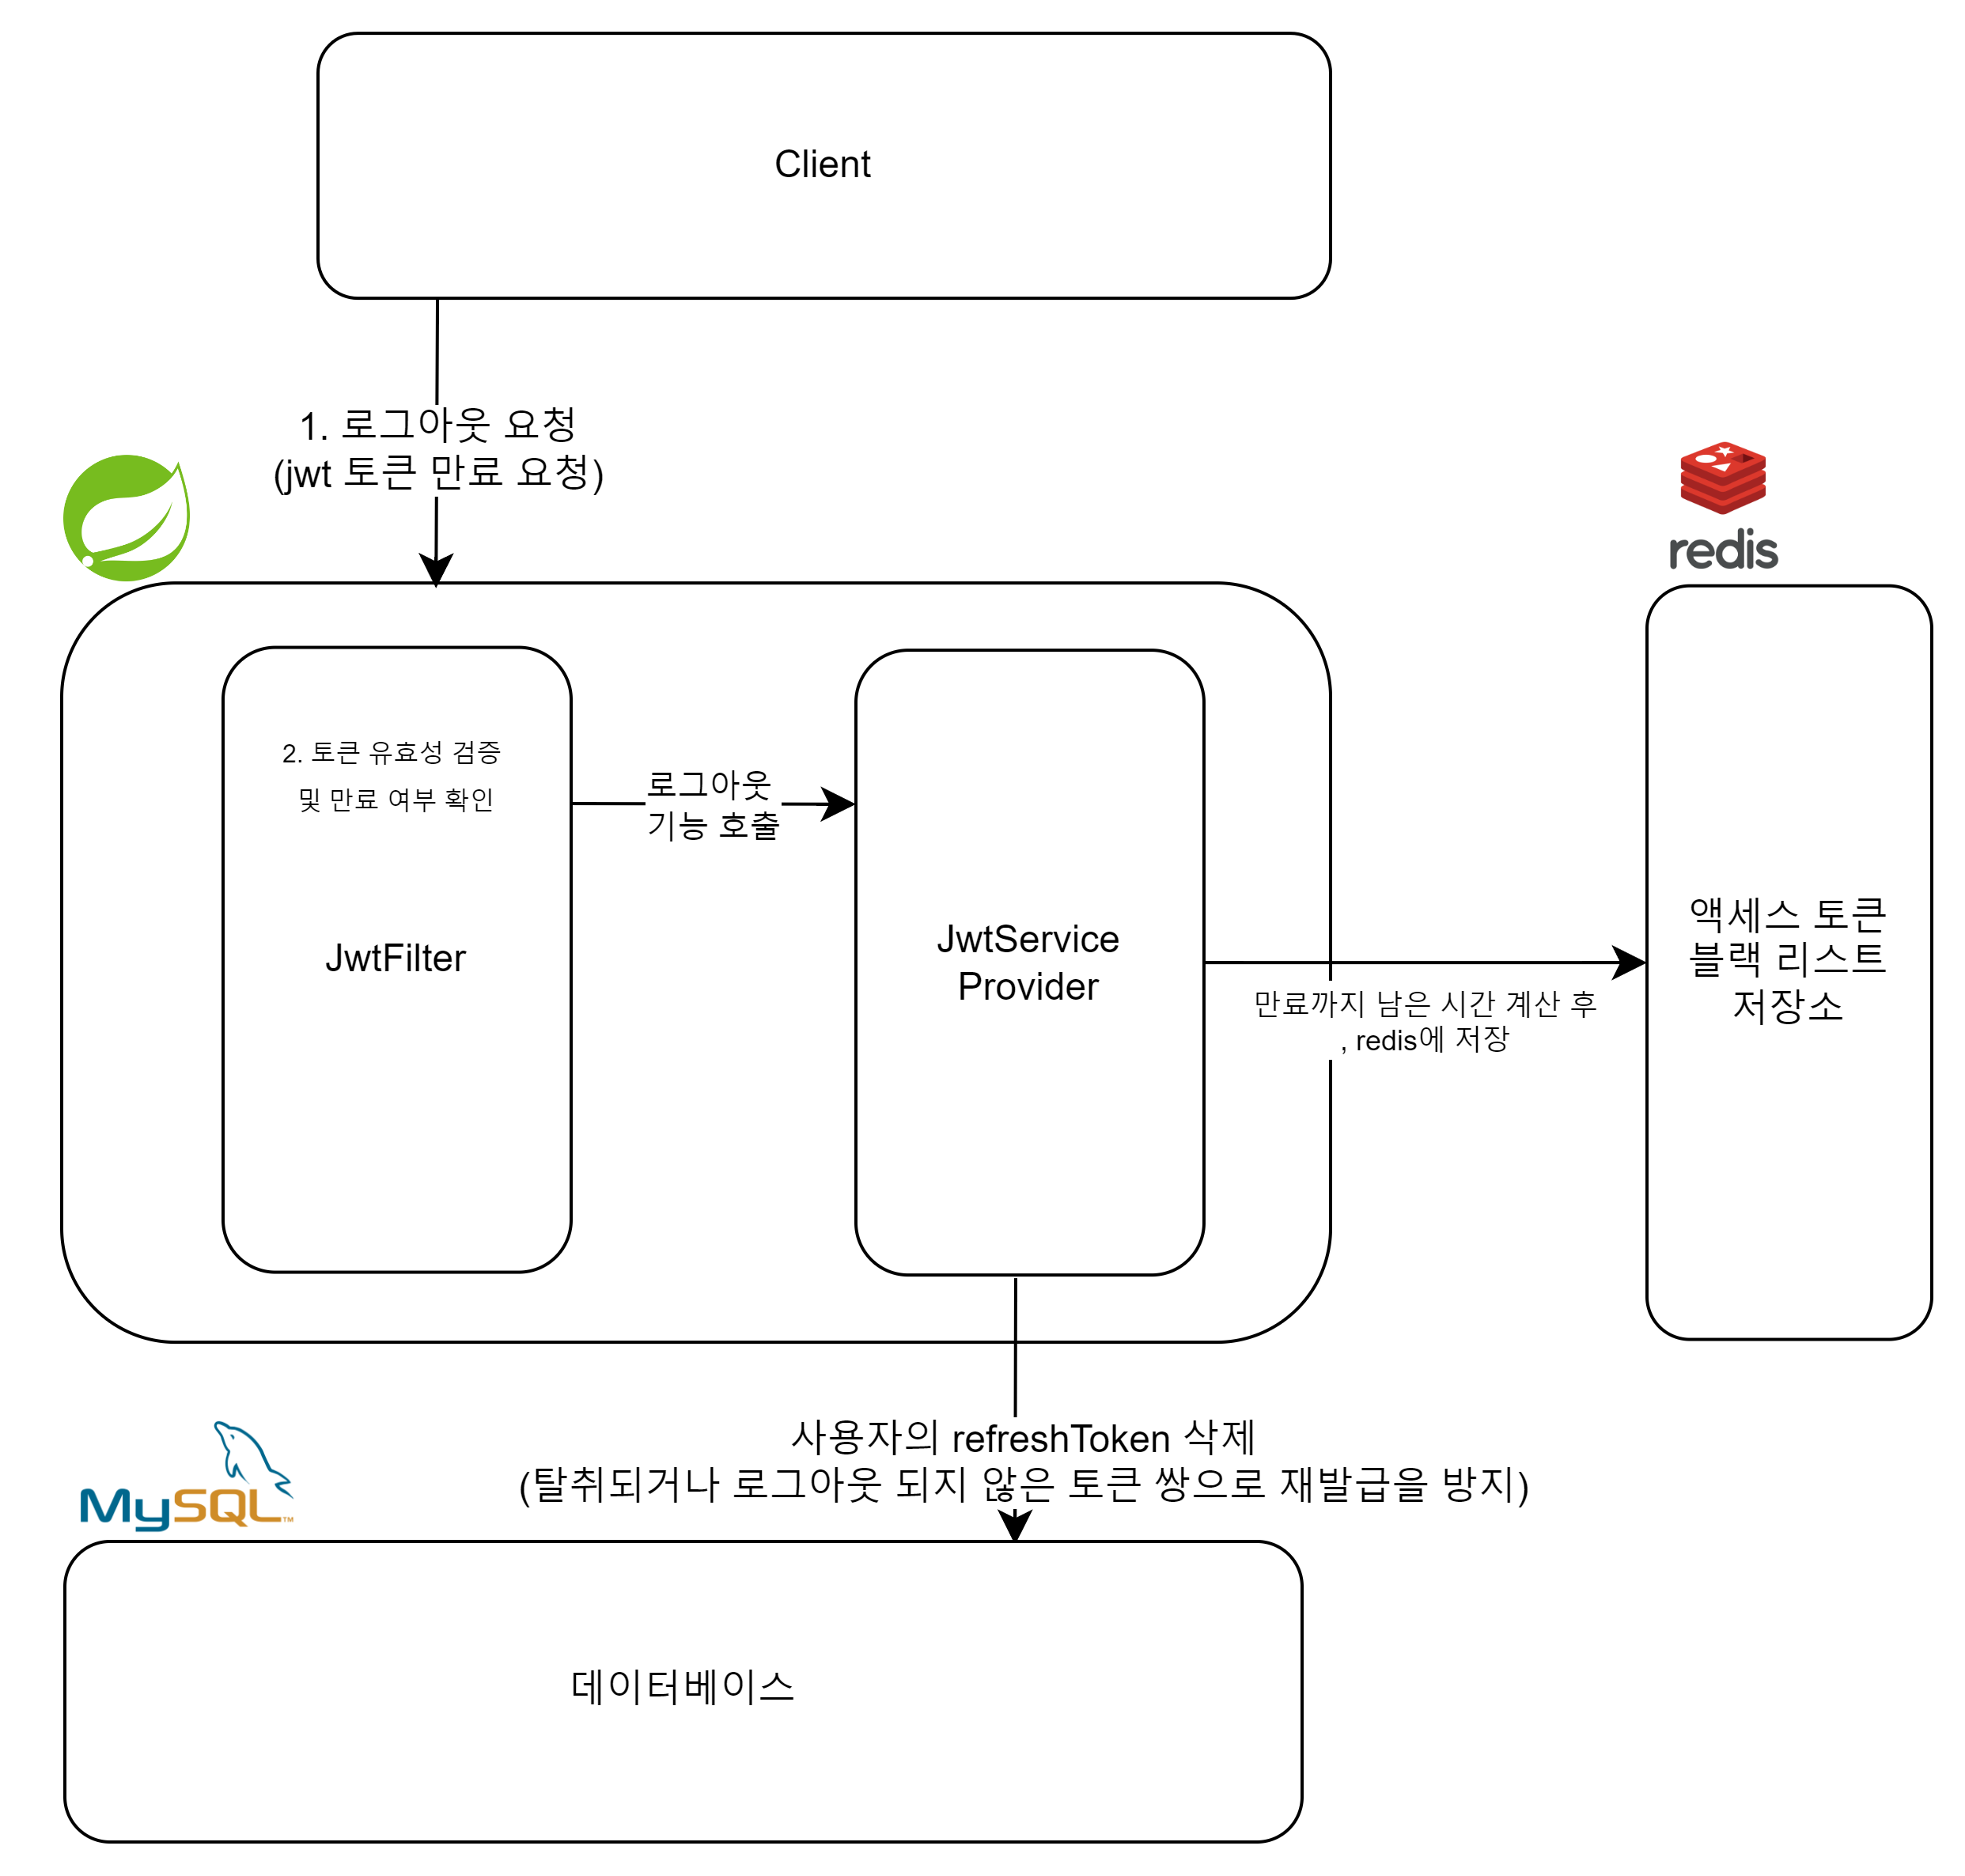 Client
1. 로그아웃 요청
(jwt 토큰 만료 요청)
redis
2. 토큰 유효성 검증
및 만료 여부 확인
JwtFilter
로그아웃
기능 호출
JwtService
Provider
만료까지 남은 시간 계산 후
, redis에 저장
액세스 토큰
블랙 리스트
저장소
사용자의 refreshToken 삭제
(탈취되거나 로그아웃 되지 않은 토큰 쌍으로 재발급을 방지)
MySQL™
데이터베이스